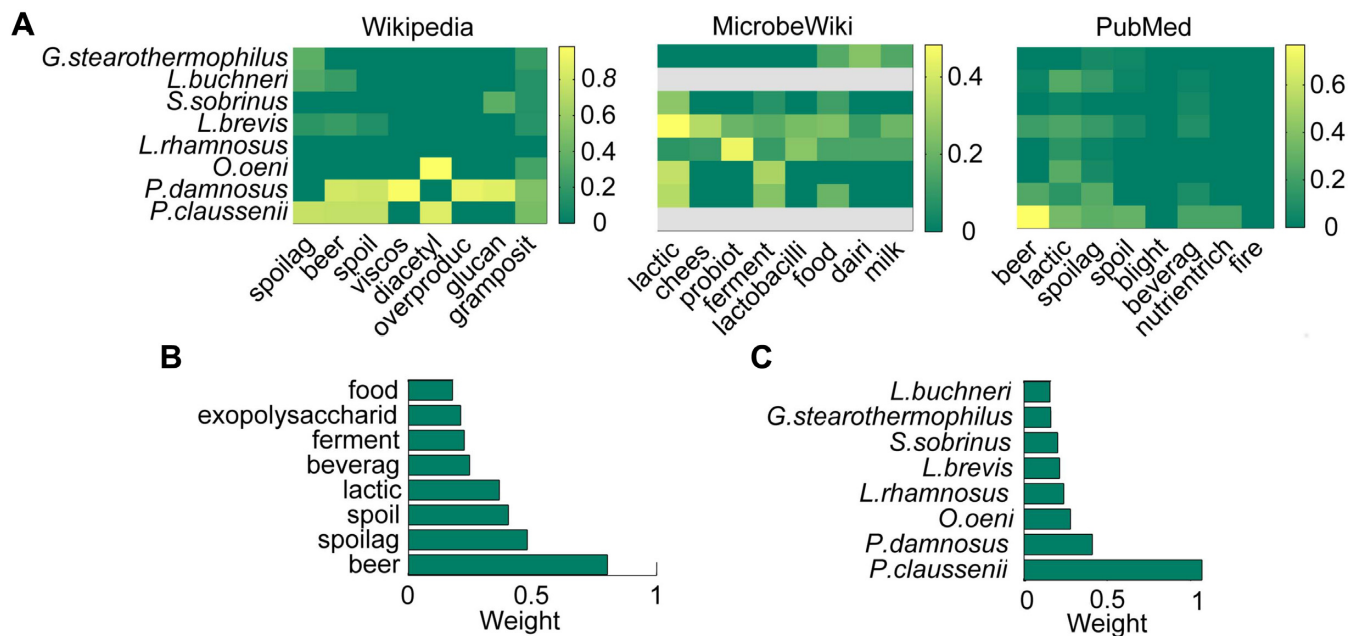 A
Wikipedia
MicrobeWiki
PubMed
G.stearothermophilus
L.buchneri
S.sobrinus
L.brevis
L.rhamnosus
O.oeni
P.damnosus
P.claussenii
0.8
0.6
0.4
0.2
0
0.4
0.2
0
0.6
0.4
0.2
0
spoilag
beer
spoil
viscos
diacetyl
overproduc
glucan
gramposit
lactic
chees
probiot
ferment
lactobacilli
food
dairi
milk
beer
lactic
spoilag
spoil
blight
beverag
nutrientrich
fire
B
food
exopolysaccharid
ferment
beverag
lactic
spoil
spoilag
beer
0 0.5 1
Weight
C
L.buchneri
G.stearothermophilus
S.sobrinus
L.brevis
L.rhamnosus
O.oeni
P.damnosus
P.claussenii
0 0.5 1
Weight